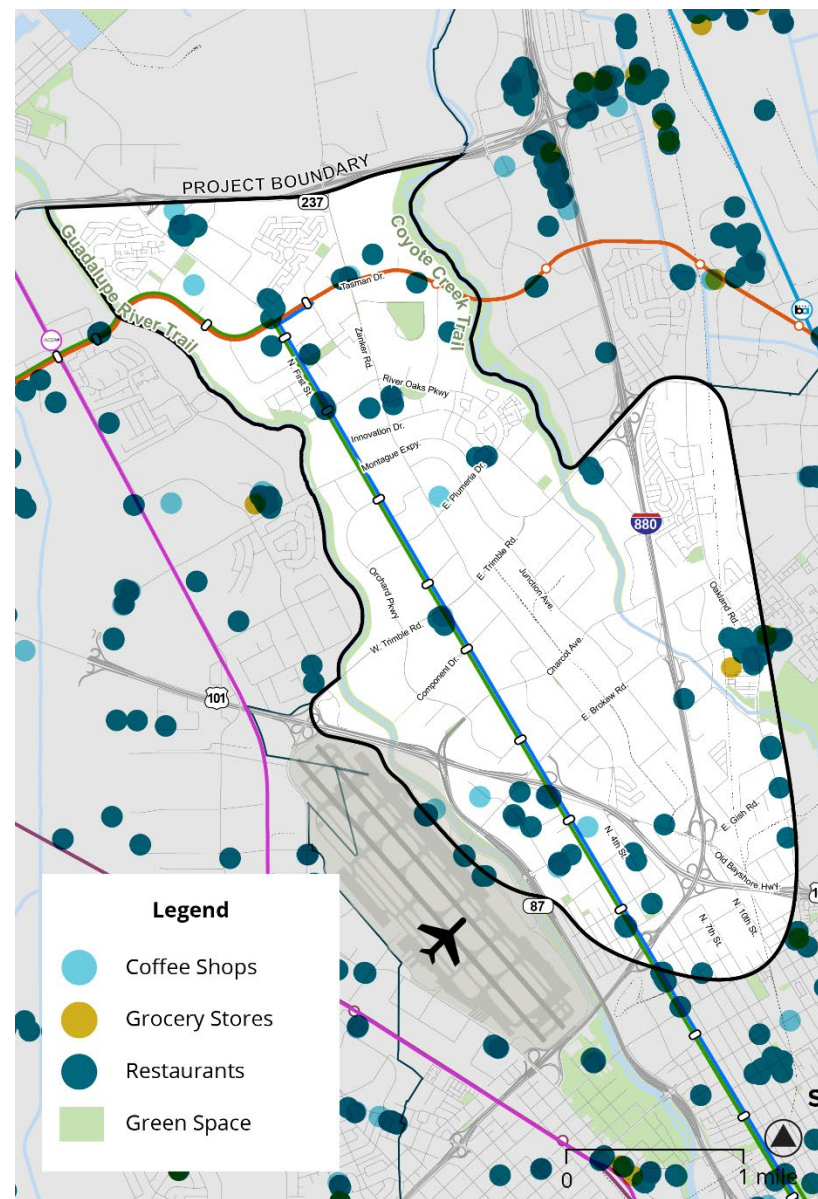 PROJECT BOUNDARY
237
Guadalupe River Trail
Coyote Creek Trail
Tasman Dr.
Zanker Rd.
N. First St.
River Oaks Pkwy
Innovation Dr.
Montague Expy.
E. Plumeria Dr.
880
E. Trimble Rd.
Junction Ave.
Orchard Pkwy
Oakland Rd.
W. Trimble Rd.
Charcot Ave.
Component Dr.
101
E. Brokaw Rd.
E. Gish Rd.
N. 4th St.
Old Bayshore Hwy.
87
N. 7th St.
N. 10th St.
Legend
Coffee Shops
Grocery Stores
Restaurants
Green Space
S
0
1 mile